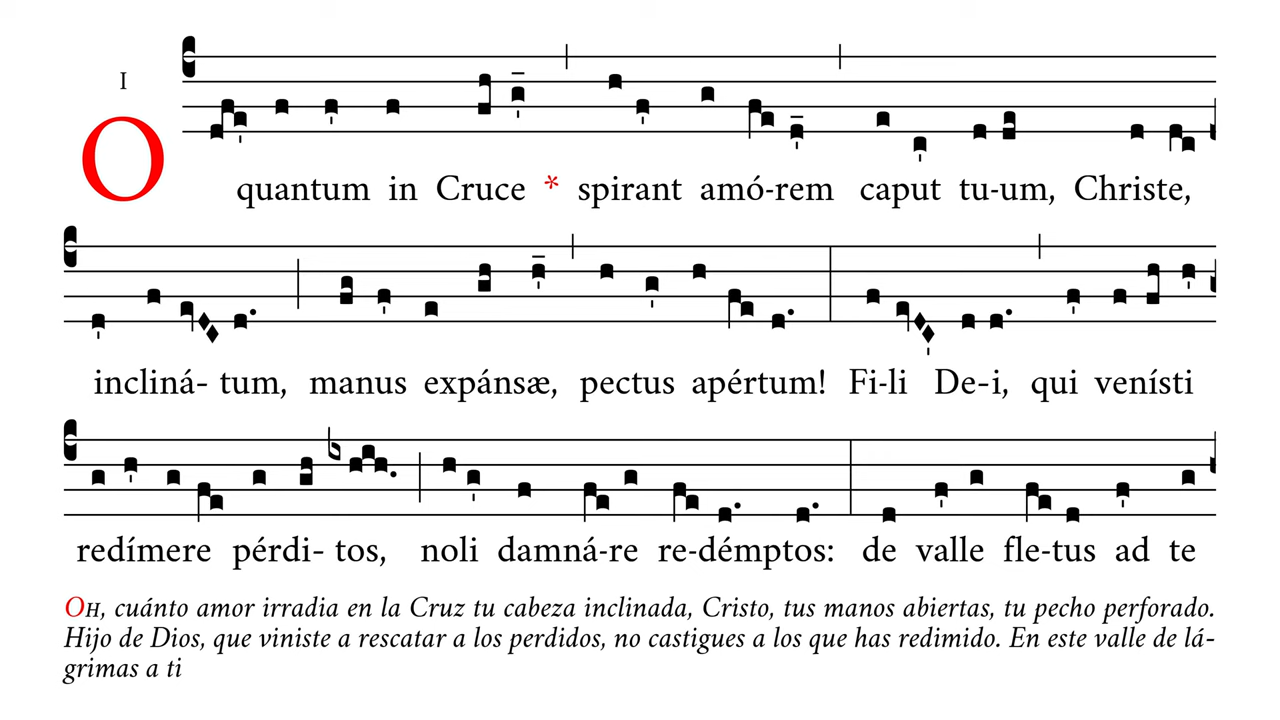 I
O quantum in Cruce * spirant amó-rem caput tu-um, Christe,
incliná- tum, manus expánsæ, pectus apértum! Fi-li De-i, qui venísti
redímere pérdi- tos, noli damná-re re-démptos: de valle fle-tus ad te
OH, cuánto amor irradia en la Cruz tu cabeza inclinada, Cristo, tus manos abiertas, tu pecho perforado.
Hijo de Dios, que viniste a rescatar a los perdidos, no castigues a los que has redimido. En este valle de lá-
grimas a ti